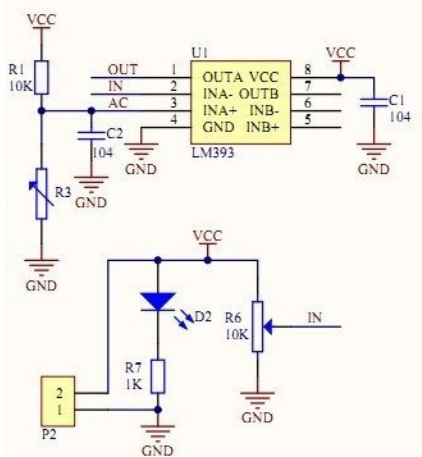 VCC
R1
10K
OUT
IN
AC
1
2
3
4
U1
OUTA VCC
INA- OUTB
INA+ INB-
GND INB+
LM393
8
7
6
5
VCC
C1
104
GND
C2
104
GND
GND
R3
GND
VCC
D2
R6
10K
IN
R7
1K
2
1
P2
GND
GND